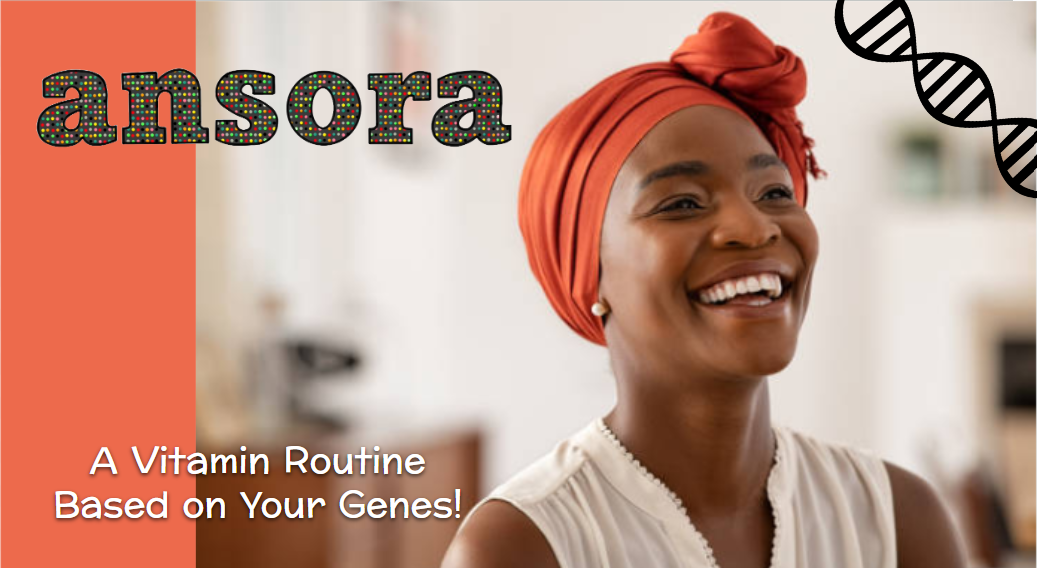 ansora
A Vitamin Routine
Based on Your Genes!